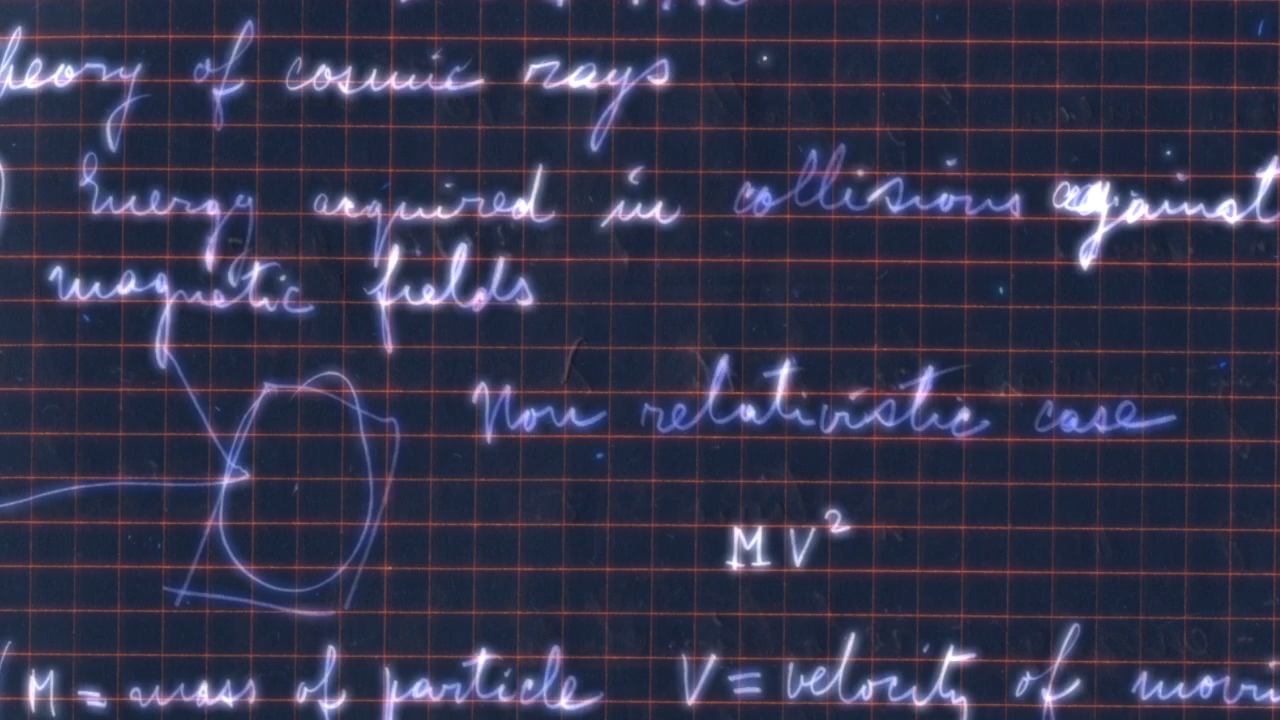 heory of cosmic rays
Energy acquired in collisions against
magnetic fields
Non relativistic case
MV²
M = mass of particle V = velocity of movi